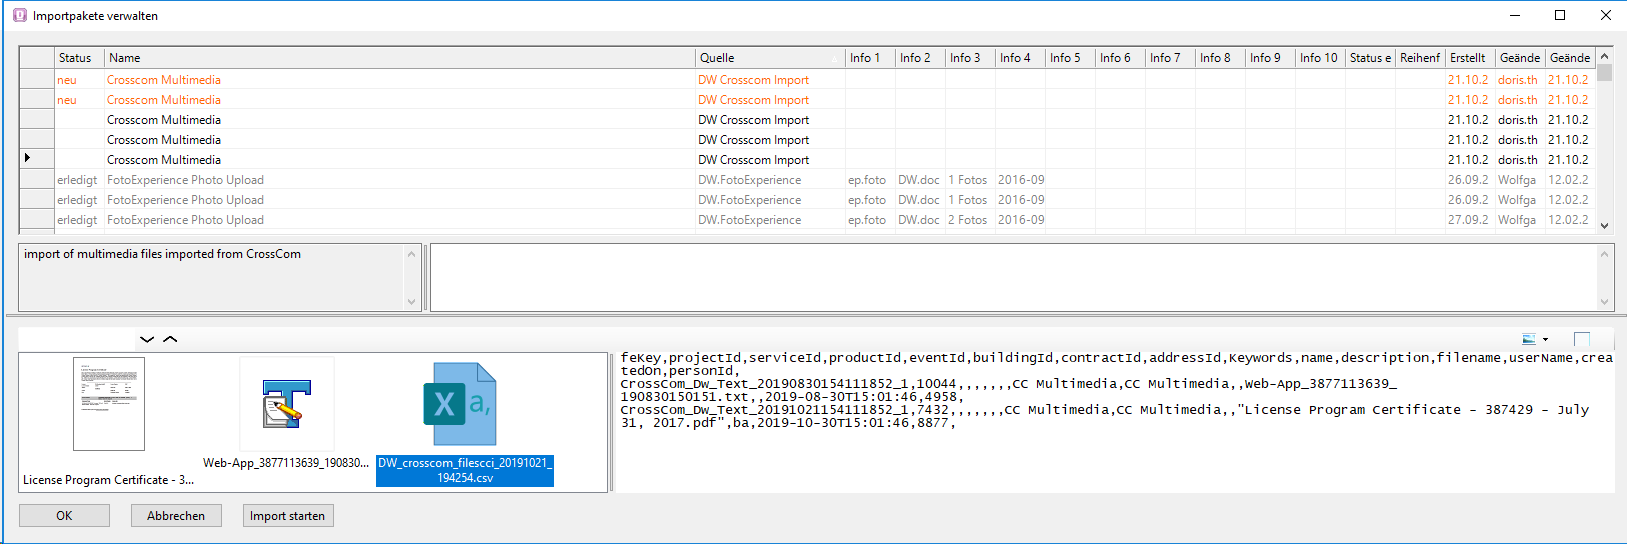 Importpakete verwalten
Status Name Quelle Info 1 Info 2 Info 3 Info 4 Info 5 Info 6 Info 7 Info 8 Info 9 Info 10 Status e Reihenf Erstellt Geände Geände
neu Crosscom Multimedia DW Crosscom Import 21.10.2 doris.th 21.10.2
neu Crosscom Multimedia DW Crosscom Import 21.10.2 doris.th 21.10.2
Crosscom Multimedia DW Crosscom Import 21.10.2 doris.th 21.10.2
Crosscom Multimedia DW Crosscom Import 21.10.2 doris.th 21.10.2
Crosscom Multimedia DW Crosscom Import 21.10.2 doris.th 21.10.2
erledigt FotoExperience Photo Upload DW.FotoExperience ep.foto DW.doc 1 Fotos 2016-09 26.09.2 Wolfga 12.02.2
erledigt FotoExperience Photo Upload DW.FotoExperience ep.foto DW.doc 1 Fotos 2016-09 26.09.2 Wolfga 12.02.2
erledigt FotoExperience Photo Upload DW.FotoExperience ep.foto DW.doc 2 Fotos 2016-09 27.09.2 Wolfga 12.02.2
import of multimedia files imported from CrossCom
License Program Certificate - 3...
Web-App_3877113639_190830...
DW_crosscom_filescci_20191021_
194254.csv
feKey,projectId,serviceId,productId,eventId,buildingId,contractId,addressId,Keywords,name,description,filename,userName,crea
tedOn,personId,
CrossCom_Dw_Text_20190830154111852_1,10044,,,,,,,CC Multimedia,CC Multimedia,,Web-App_3877113639_
190830150151.txt,,2019-08-30T15:01:46,4958,
CrossCom_Dw_Text_20191021154111852_1,7432,,,,,,,CC Multimedia,CC Multimedia,,"License Program Certificate - 387429 - July
31, 2017.pdf",ba,2019-10-30T15:01:46,8877,
OK Abbrechen Import starten